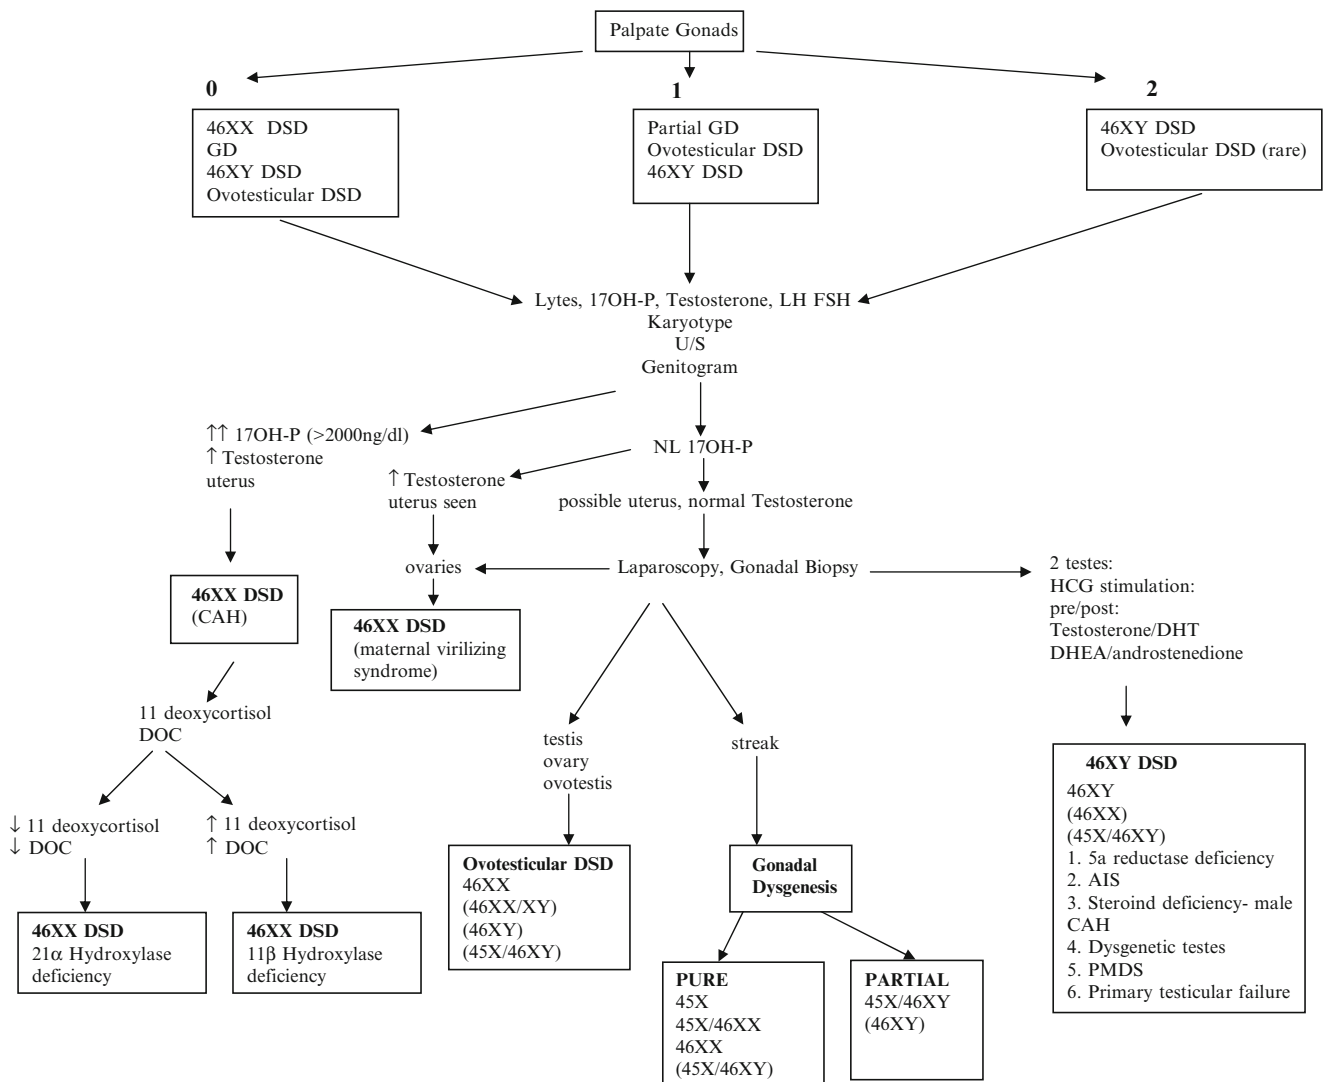 Palpate Gonads
0
1
2
46XX DSD
GD
46XY DSD
Ovotesticular DSD
Partial GD
Ovotesticular DSD
46XY DSD
46XY DSD
Ovotesticular DSD (rare)
Lytes, 17OH-P, Testosterone, LH FSH
Karyotype
U/S
Genitogram
↑↑ 17OH-P (>2000ng/dl)
↑ Testosterone
uterus
NL 17OH-P
↑ Testosterone
uterus seen
possible uterus, normal Testosterone
ovaries
Laparoscopy, Gonadal Biopsy
2 testes:
HCG stimulation:
pre/post:
Testosterone/DHT
DHEA/androstenedione
46XX DSD
(CAH)
46XX DSD
(maternal virilizing
syndrome)
11 deoxycortisol
DOC
testis
ovary
ovotestis
streak
↓ 11 deoxycortisol
↓ DOC
↑ 11 deoxycortisol
↑ DOC
46XX DSD
21α Hydroxylase
deficiency
46XX DSD
11β Hydroxylase
deficiency
Ovotesticular DSD
46XX
(46XX/XY)
(46XY)
(45X/46XY)
Gonadal
Dysgenesis
PURE
45X
45X/46XX
46XX
(45X/46XY)
PARTIAL
45X/46XY
(46XY)
46XY DSD
46XY
(46XX)
(45X/46XY)
1. 5a reductase deficiency
2. AIS
3. Steroind deficiency- male
CAH
4. Dysgenetic testes
5. PMDS
6. Primary testicular failure